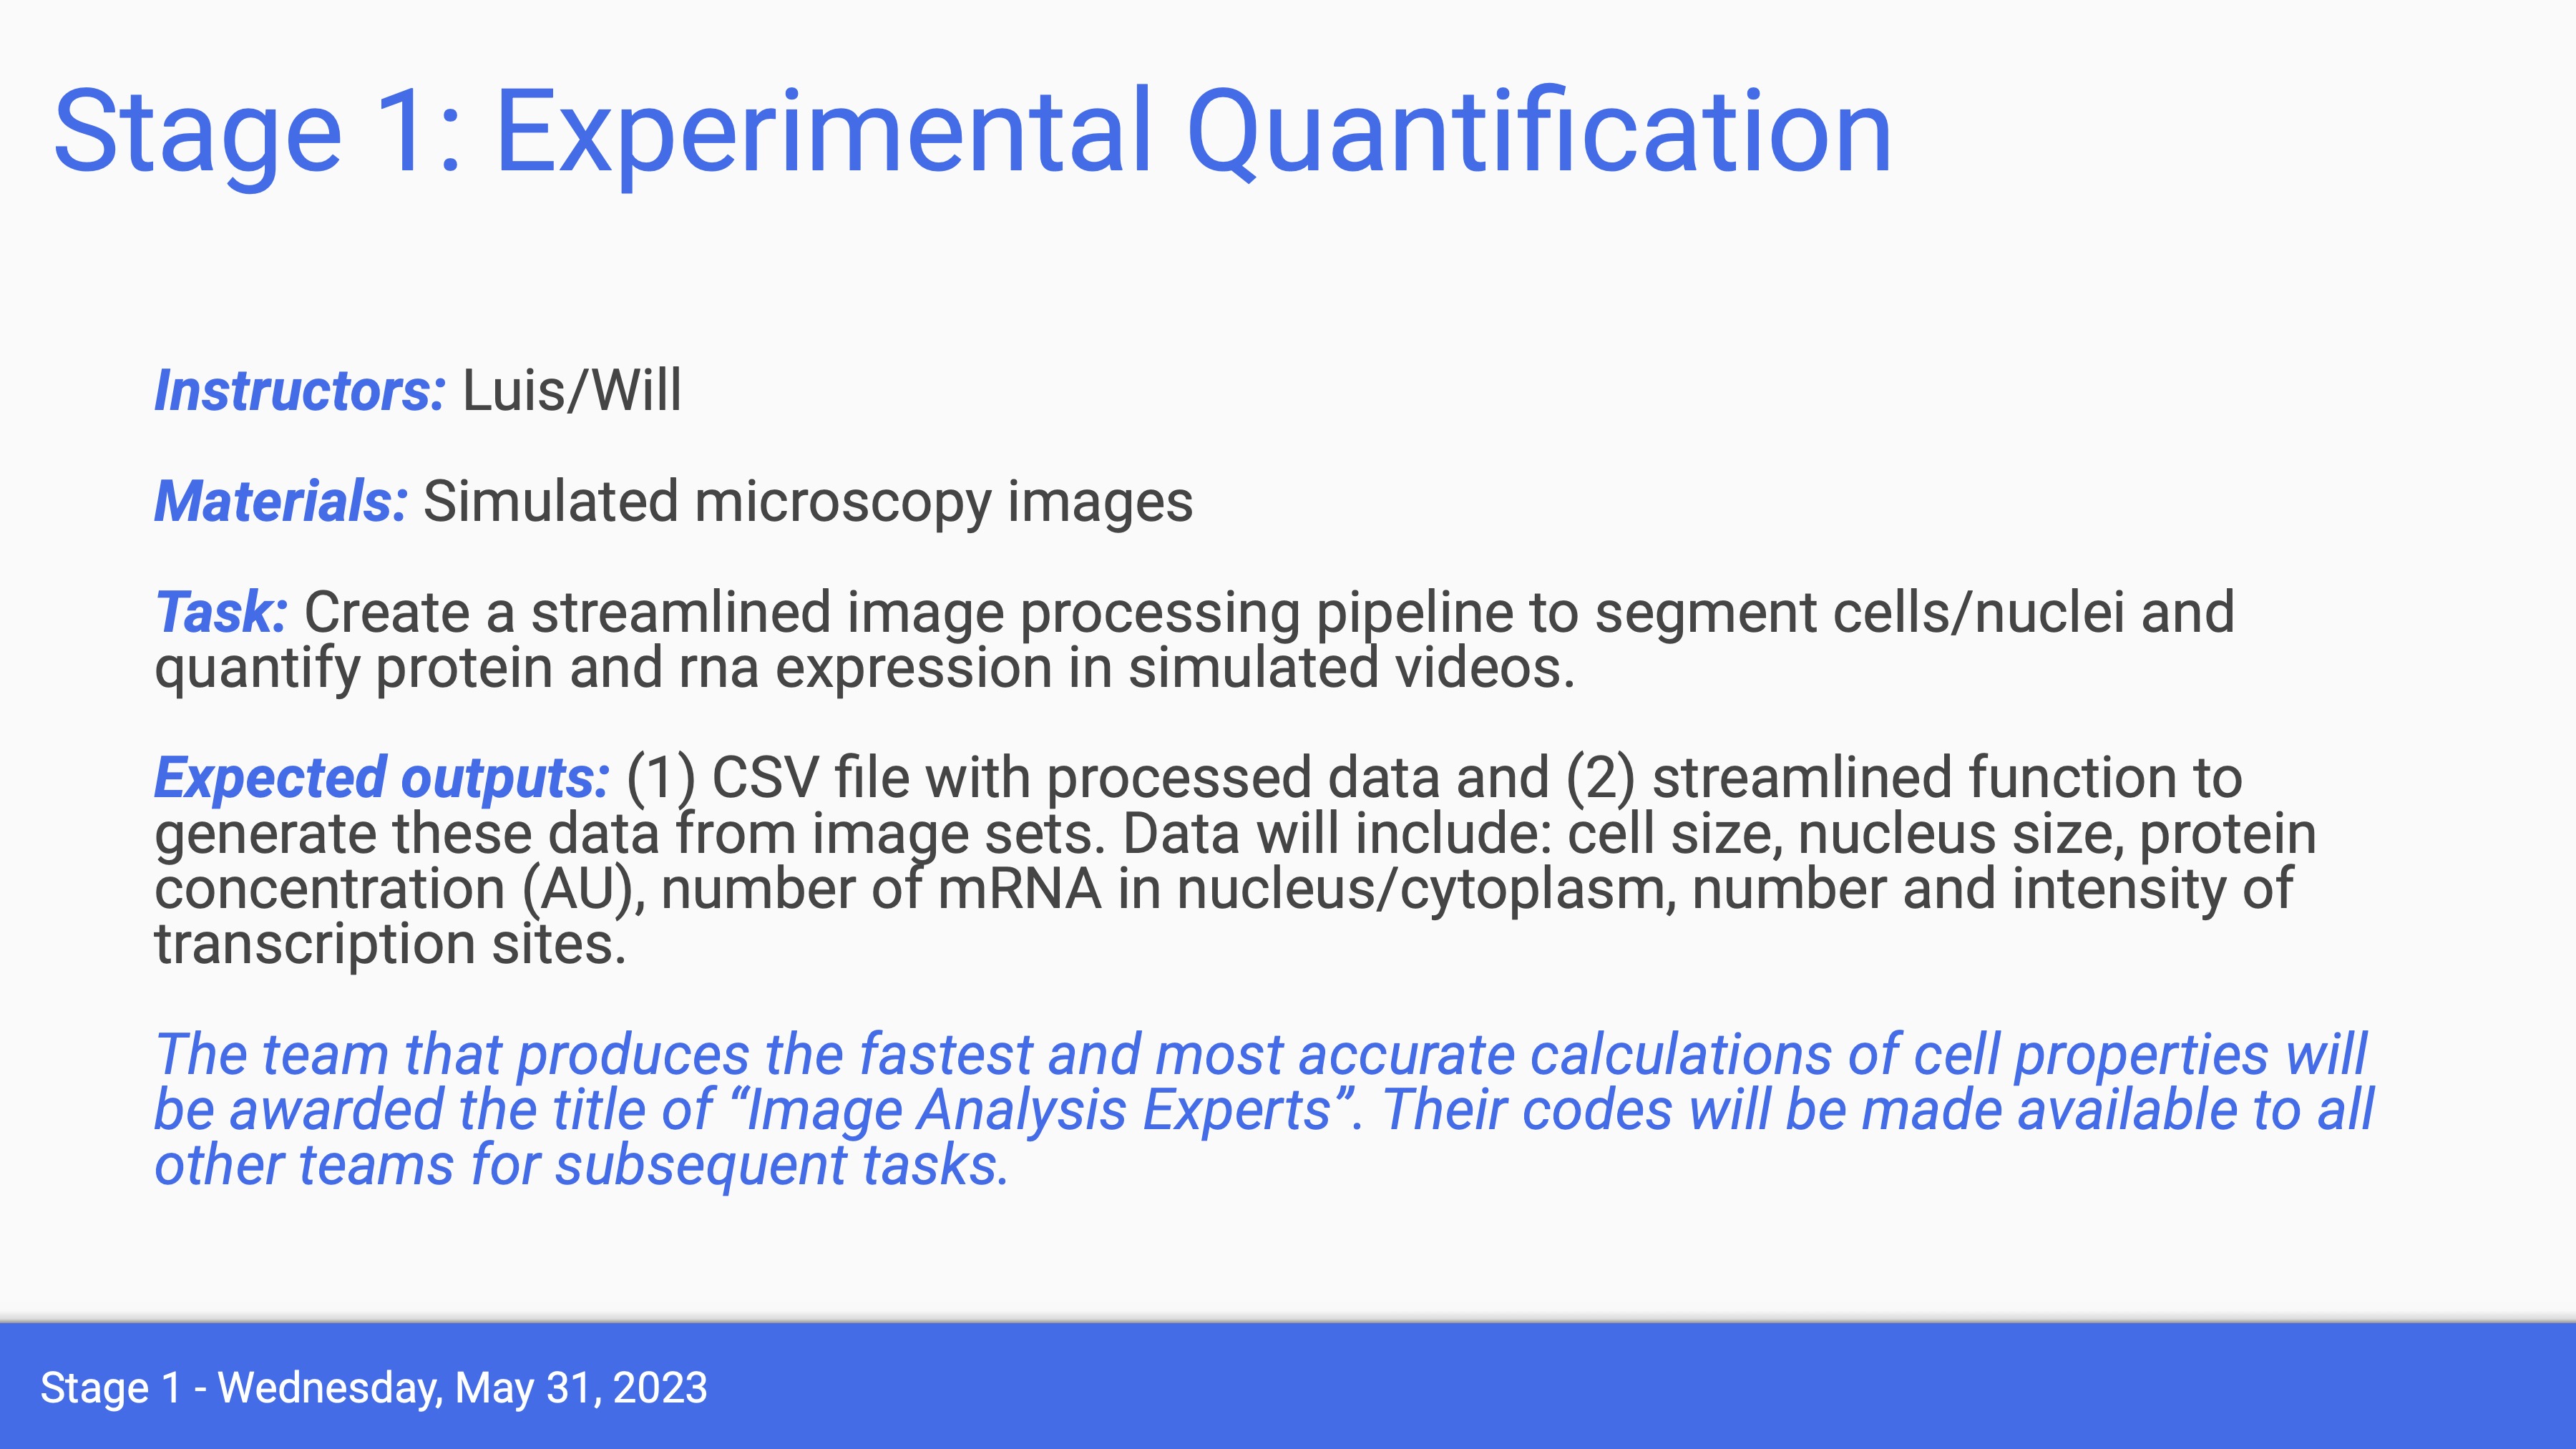 Stage 1: Experimental Quantification
Instructors: Luis/Will
Materials: Simulated microscopy images
Task: Create a streamlined image processing pipeline to segment cells/nuclei and
quantify protein and rna expression in simulated videos.
Expected outputs: (1) CSV file with processed data and (2) streamlined function to
generate these data from image sets. Data will include: cell size, nucleus size, protein
concentration (AU), number of mRNA in nucleus/cytoplasm, number and intensity of
transcription sites.
The team that produces the fastest and most accurate calculations of cell properties will
be awarded the title of “Image Analysis Experts”. Their codes will be made available to all
other teams for subsequent tasks.
Stage 1 - Wednesday, May 31, 2023